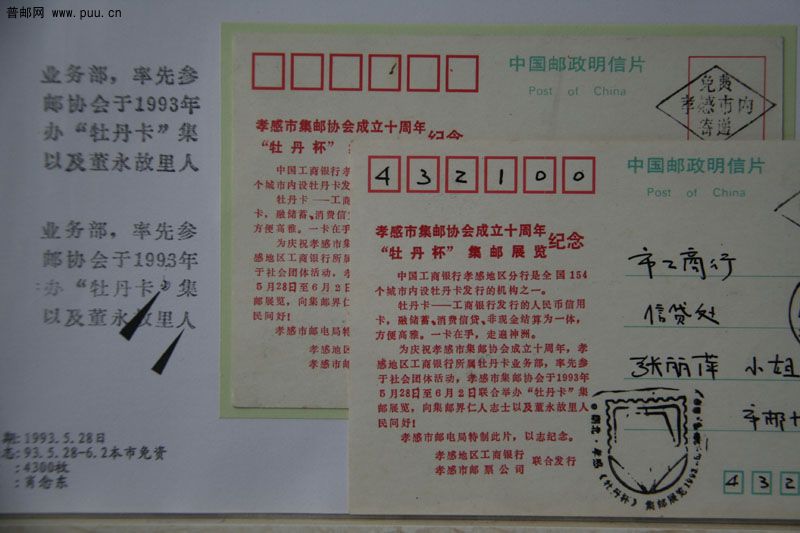 普邮网 www.puu.cn
业务部，率先参
邮协会于1993年
办“牡丹卡”集
以及董永故里人
业务部，率先参
邮协会于1993年
办“牡丹卡”集
以及董永故里人
期:1993.5.28日
志:93.5.28-6.2本市免资
:4300枚
:肖念东
中国邮政明信片
Post of China
免费
孝感市内
寄递
孝感市集邮协会成立十周年
“牡丹杯”
纪念
中国工商银行孝
个城市内设牡丹卡发
牡丹卡——工商
卡，融储蓄、消费信贷
方便高雅。一卡在手
为庆祝孝感市集邮
感地区工商银行所属
于社会团体活动，孝
5月28日至6月2日
邮展览，向集邮界仁
民问好！
孝感市邮电局特
孝感地区
孝感市邮
432100
中国邮政明信片
Post of China
孝感市集邮协会成立十周年
“牡丹杯”集邮展览
纪念
中国工商银行孝感地区分行是全国154
个城市内设牡丹卡发行的机构之一。
牡丹卡——工商银行发行的人民币信用
卡，融储蓄、消费信贷、非现金结算为一体，
方便高雅。一卡在手，走遍神洲。
为庆祝孝感市集邮协会成立十周年，孝
感地区工商银行所属牡丹卡业务部，率先参
于社会团体活动，孝感市集邮协会于1993年
5月28日至6月2日联合举办“牡丹卡”集
邮展览，向集邮界仁人志士以及董永故里人
民问好！
孝感市邮电局特制此片，以志纪念。
孝感地区工商银行
孝感市邮票公司
联合发行
市工商行
信贷处
张丽萍 小姐
市邮
432
湖北·孝感《牡丹杯》集邮展览1993